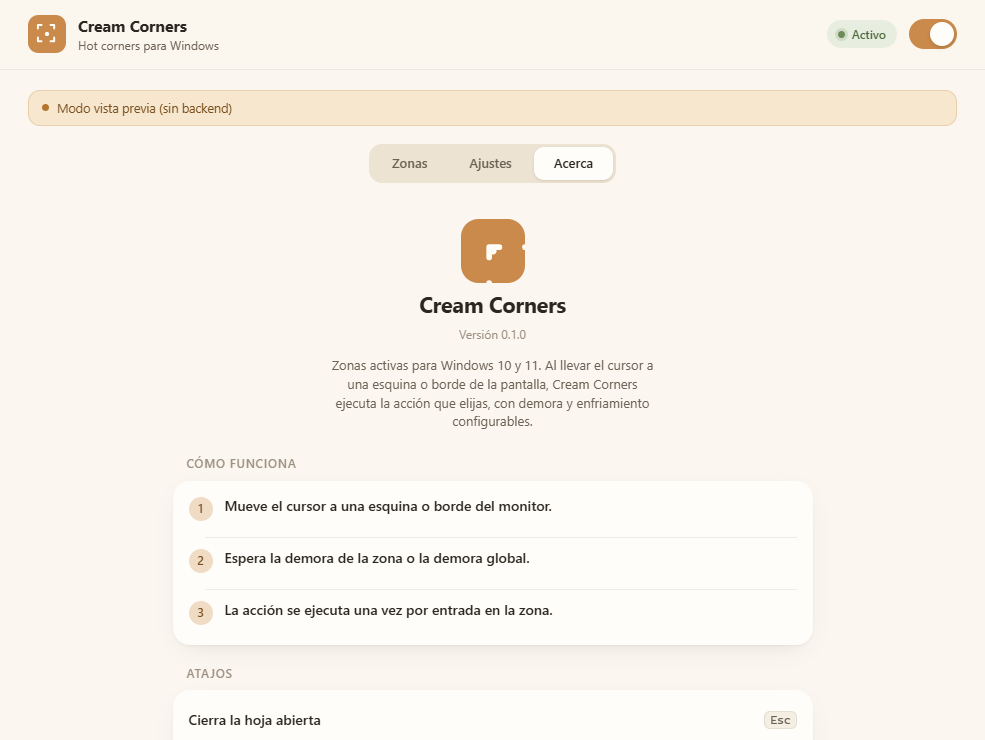 Cream Corners
Hot corners para Windows
Activo
Modo vista previa (sin backend)
Zonas
Ajustes
Acerca
Cream Corners
Versión 0.1.0
Zonas activas para Windows 10 y 11. Al llevar el cursor a
una esquina o borde de la pantalla, Cream Corners
ejecuta la acción que elijas, con demora y enfriamiento
configurables.
CÓMO FUNCIONA
1 Mueve el cursor a una esquina o borde del monitor.
2 Espera la demora de la zona o la demora global.
3 La acción se ejecuta una vez por entrada en la zona.
ATAJOS
Cierra la hoja abierta Esc